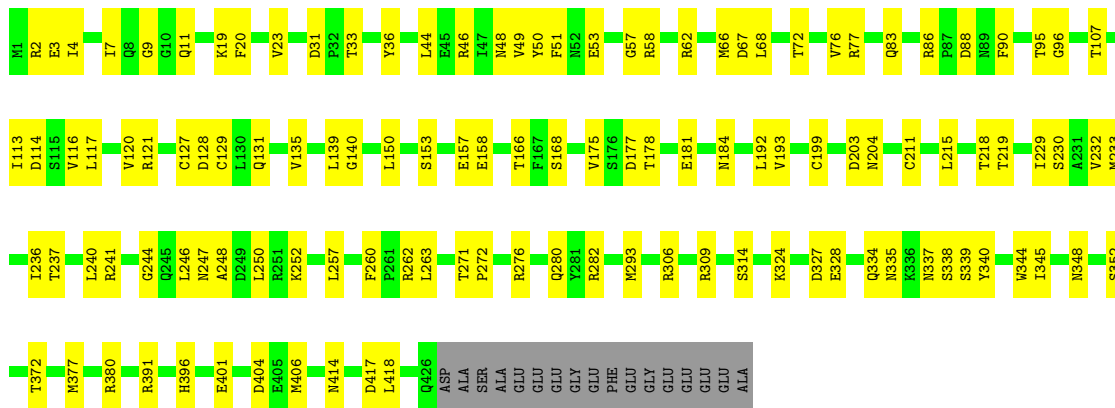 M1 R2 E3 I4 I7 Q8 G9 G10 Q11 K19 F20 V23 D31 P32 T33 Y36 L44 E45 R46 I47 N48 V49 Y50 F51 N52 E53 G57 R58 R62 M66 D67 L68 T72 V76 R77 Q83 R86 P87 D88 N89 F90 T95 G96 T107
I113 D114 S115 V116 L117 V120 R121 C127 D128 C129 L130 Q131 V135 L139 G140 L150 S153 E157 E158 T166 F167 S168 V175 S176 D177 T178 E181 N184 L192 V193 C199 D203 N204 C211 L215 T218 T219 I229 S230 A231 V232 M233
I236 T237 L240 R241 G244 Q245 L246 N247 A248 D249 L250 R251 K252 L257 F260 P261 R262 L263 T271 P272 R276 Q280 Y281 R282 M293 R306 R309 S314 K324 D327 E328 Q334 N335 K336 N337 S338 S339 Y340 W344 I345 N348
T372 M377 R380 R391 H396 E401 D404 E405 M406 N414 D417 L418 Q426 ASP ALA SER ALA GLU GLU GLU GLY GLU PHE GLU GLY GLU GLU GLU GLU ALA